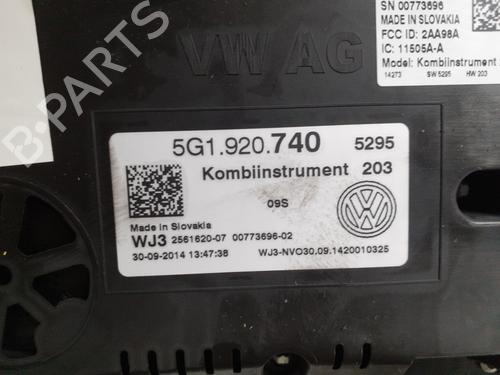 SN 00773696
MADE IN SLOVAKIA
FCC ID: 2AA98A
IC: 11505A-A
Model: Kombiinstrument
14273 SW 5295 HW 203
VW AG
B-PARTS
5G1.920.740 5295
Kombiinstrument 203
09S
Made in Slovakia
WJ3 2561620-07 00773696-02
30-09-2014 13:47:38 WJ3-NVO30.09.1420010325